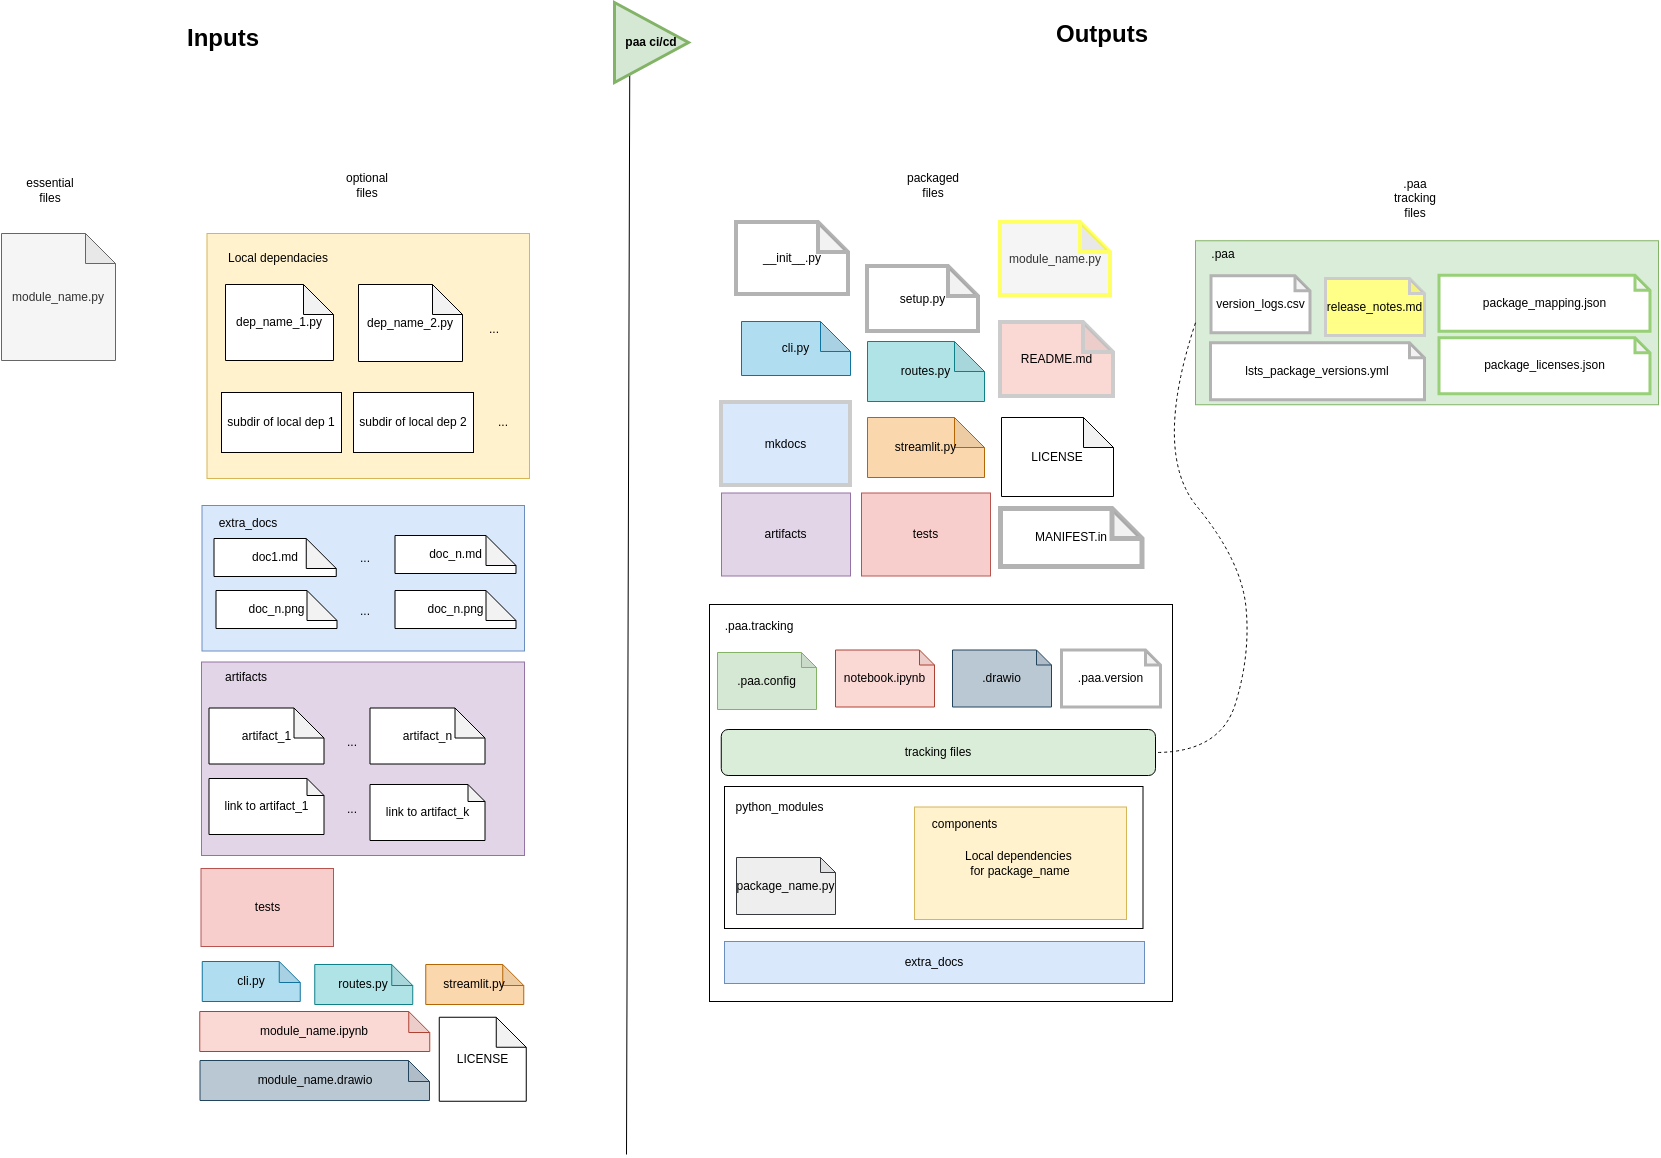 Inputs
paa ci/cd
Outputs
essential
files
module_name.py
optional
files
Local dependacies
dep_name_1.py
dep_name_2.py
...
subdir of local dep 1
subdir of local dep 2
...
extra_docs
doc1.md
...
doc_n.md
doc_n.png
...
doc_n.png
artifacts
artifact_1
...
artifact_n
link to artifact_1
...
link to artifact_k
tests
cli.py
routes.py
streamlit.py
module_name.ipynb
LICENSE
module_name.drawio
packaged
files
__init__.py
setup.py
module_name.py
cli.py
routes.py
README.md
mkdocs
streamlit.py
LICENSE
artifacts
tests
MANIFEST.in
.paa.tracking
.paa.config
notebook.ipynb
.drawio
.paa.version
tracking files
python_modules
package_name.py
components
Local dependencies
for package_name
extra_docs
.paa
tracking
files
.paa
version_logs.csv
release_notes.md
package_mapping.json
lsts_package_versions.yml
package_licenses.json